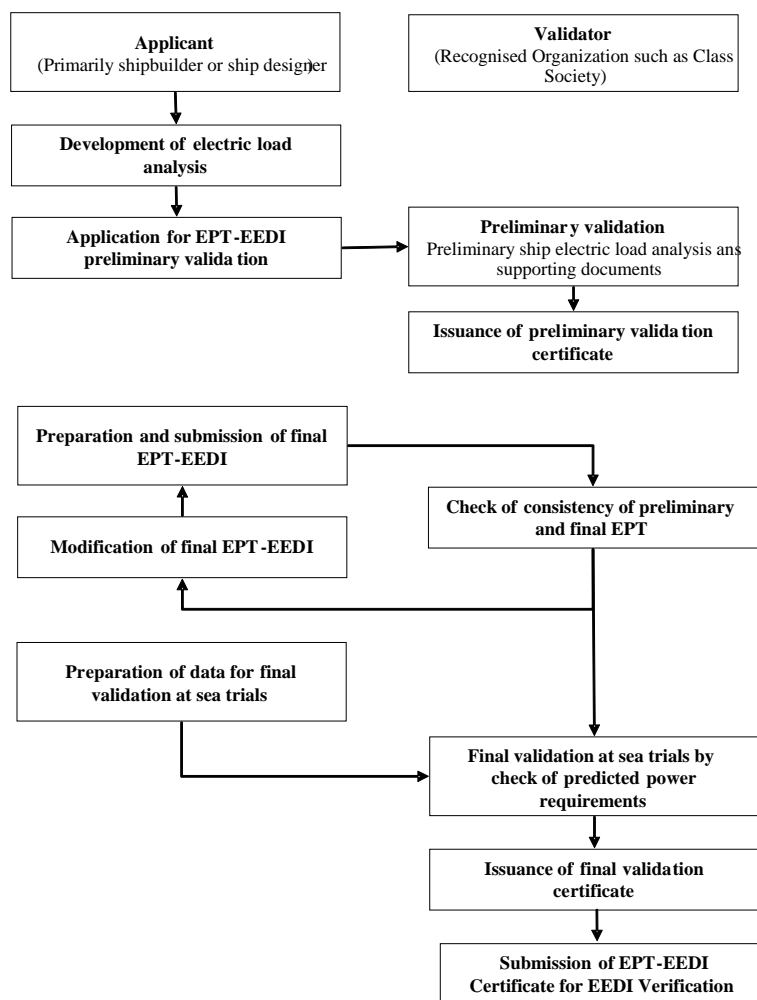 Applicant
(Primarily shipbuilder or ship designer)
Validator
(Recognised Organization such as Class
Society)
Development of electric load
analysis
Application for EPT-EEDI
preliminary validation
Preliminary validation
Preliminary ship electric load analysis ans
supporting documents
Issuance of preliminary validation
certificate
Preparation and submission of final
EPT-EEDI
Check of consistency of preliminary
and final EPT
Modification of final EPT-EEDI
Preparation of data for final
validation at sea trials
Final validation at sea trials by
check of predicted power
requirements
Issuance of final validation
certificate
Submission of EPT-EEDI
Certificate for EEDI Verification